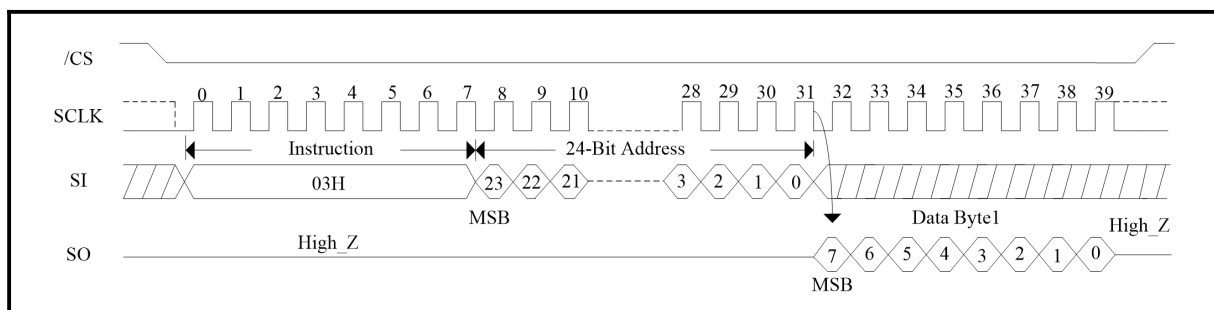 /CS
0 1 2 3 4 5 6 7 8 9 10 28 29 30 31 32 33 34 35 36 37 38 39
SCLK
Instruction 24-Bit Address
SI 03H 23 22 21 3 2 1 0
MSB Data Byte1
High_Z High_Z
SO 7 6 5 4 3 2 1 0
MSB